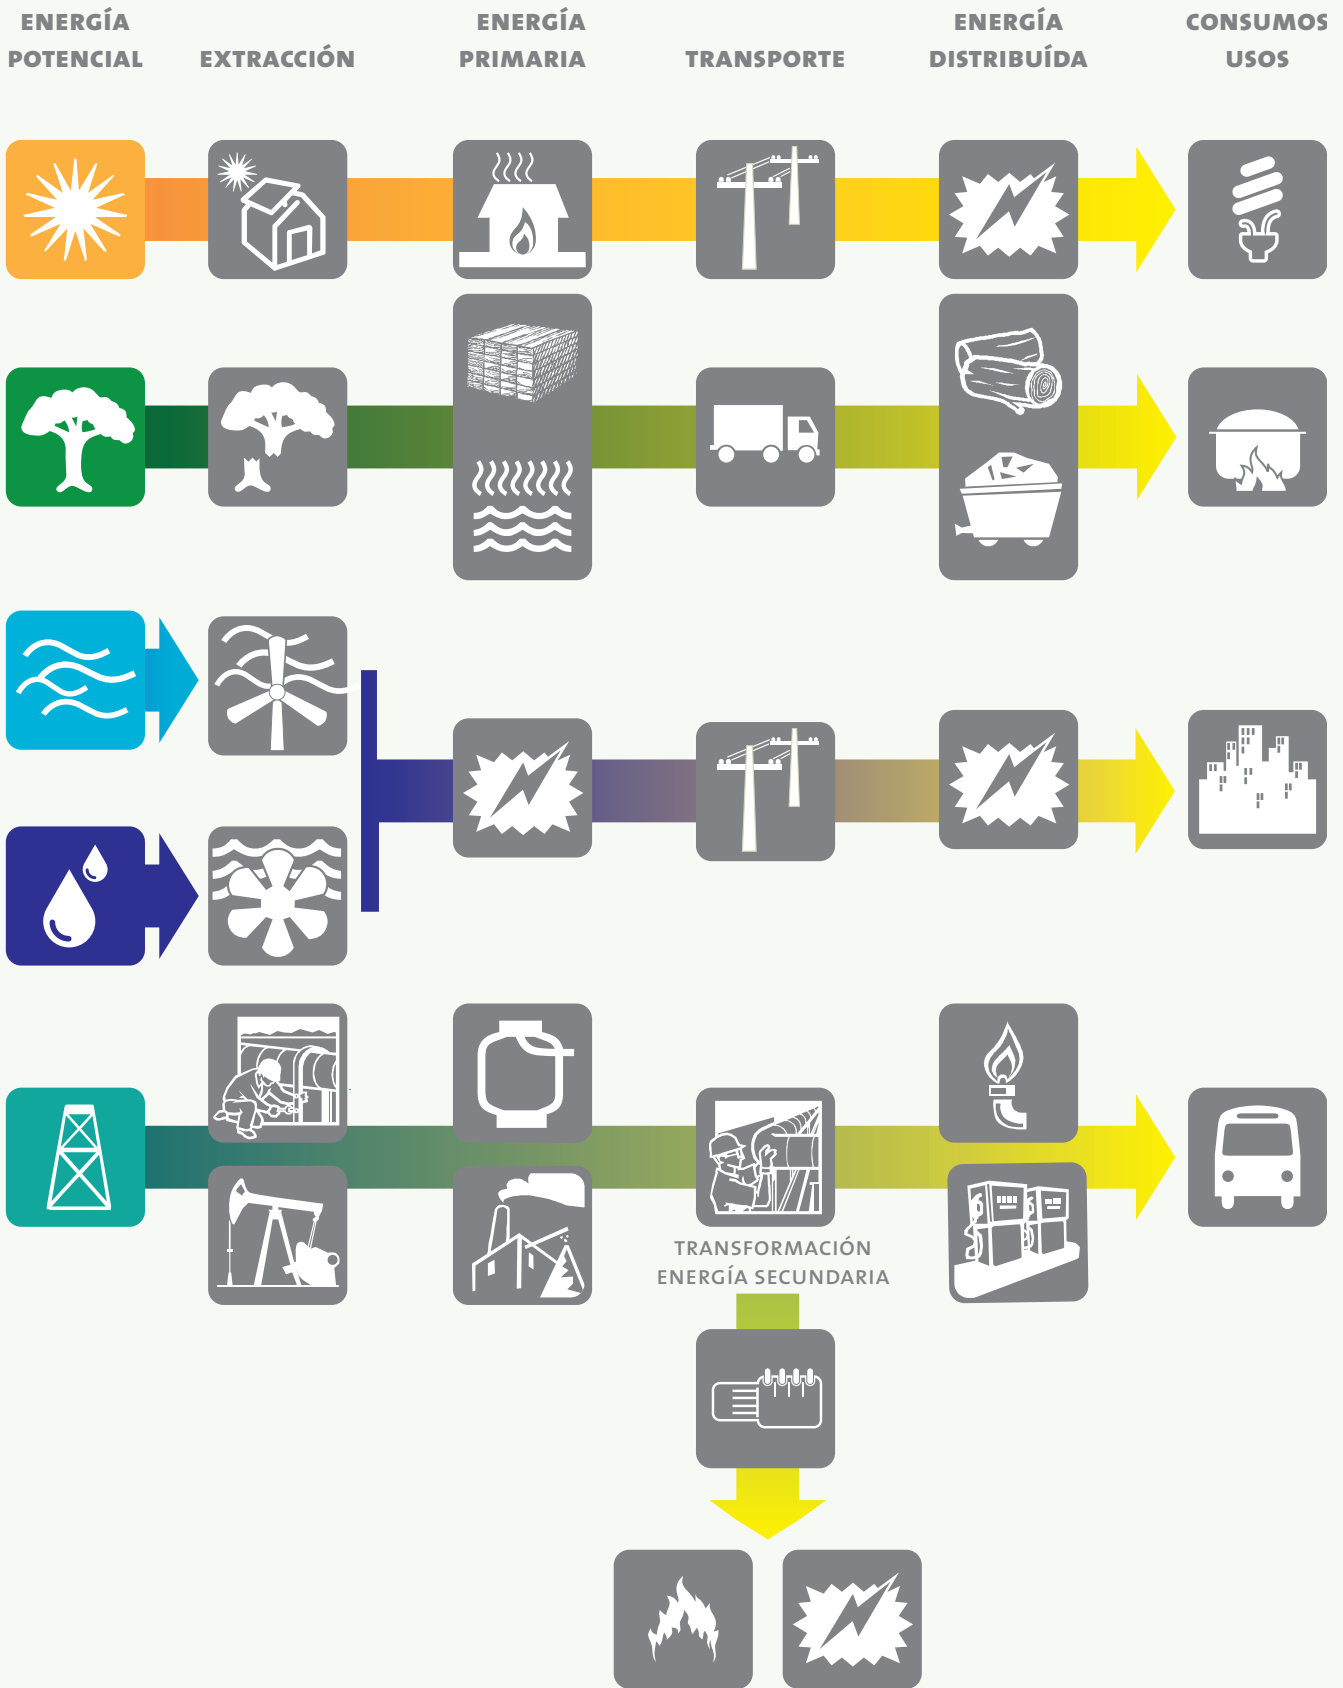 ENERGÍA
POTENCIAL
EXTRACCIÓN
ENERGÍA
PRIMARIA
TRANSPORTE
ENERGÍA
DISTRIBUÍDA
CONSUMOS
USOS
TRANSFORMACIÓN
ENERGÍA SECUNDARIA